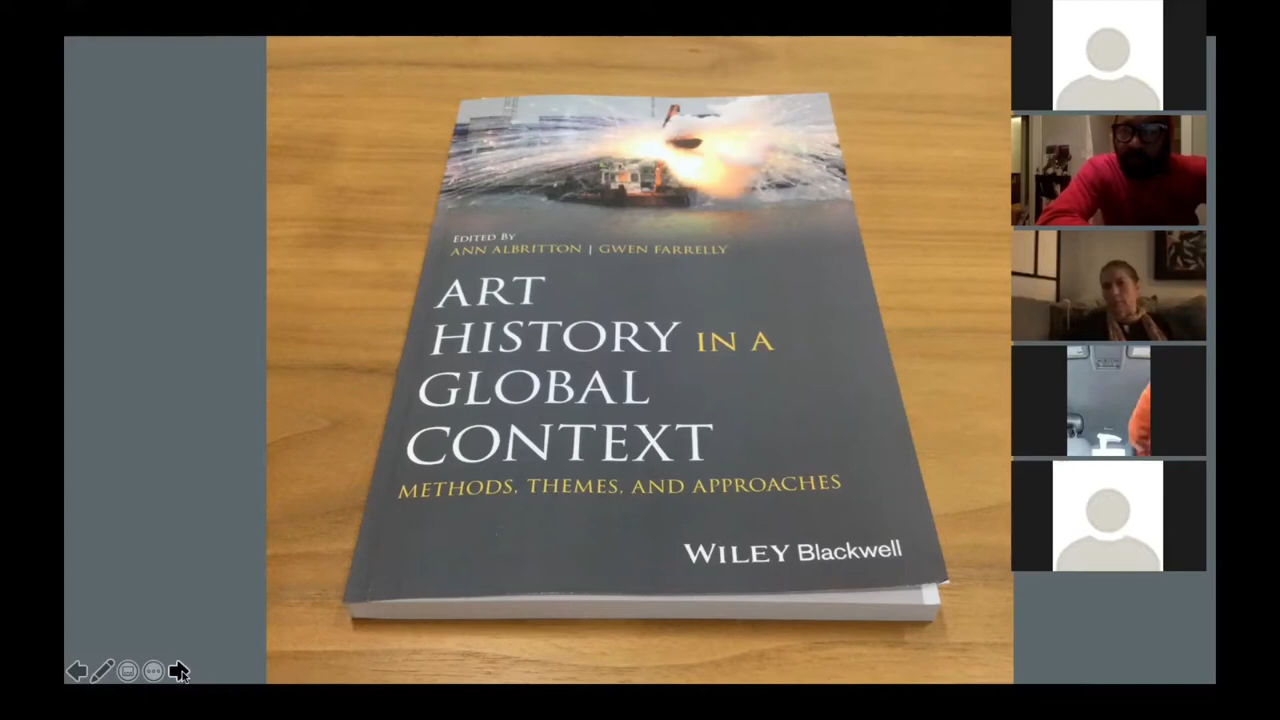 EDITED BY
ANN ALBRITTON | GWEN FARRELLY
ART
HISTORY IN A
GLOBAL
CONTEXT
METHODS, THEMES, AND APPROACHES
WILEY Blackwell